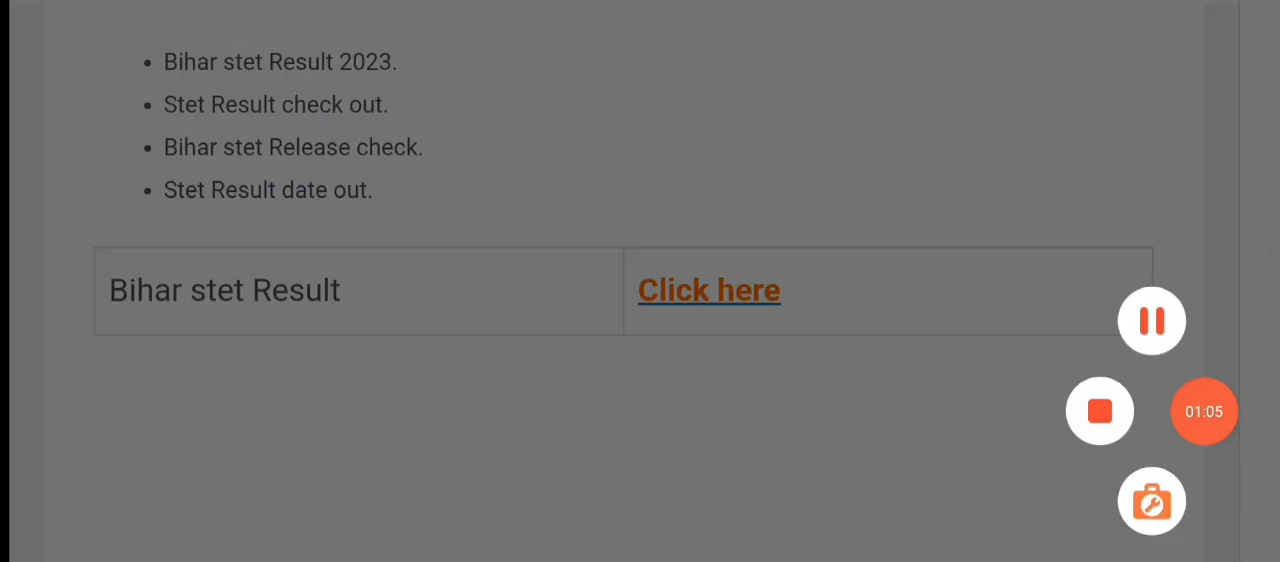 Bihar stet Result 2023.
Stet Result check out.
Bihar stet Release check.
Stet Result date out.
Bihar stet Result
Click here
01:05